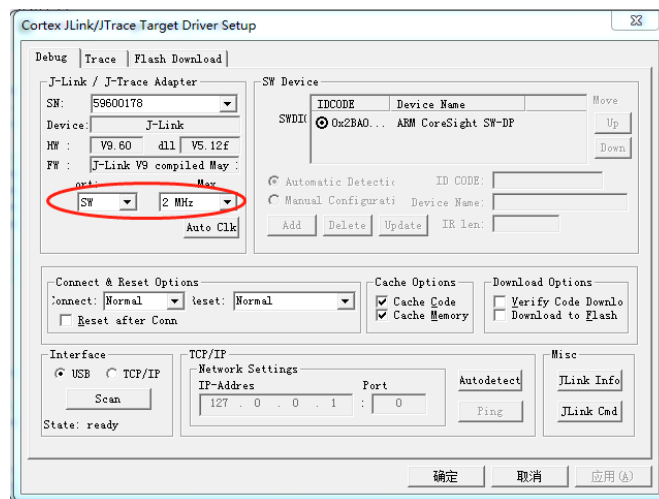 Cortex JLink/JTrace Target Driver Setup
Debug Trace Flash Download
J-Link / J-Trace Adapter
SN: 59600178
Device: J-Link
HW : V9.60 dll V5.12f
FW : J-Link V9 compiled May :
ort: Max
SW 2 MHz
Auto Clk
SW Device
IDCODE Device Name Move
SWDI( 0x2BA0... ARM CoreSight SW-DP Up
Down
Automatic Detectic ID CODE:
Manual Configurati Device Name:
Add Delete Update IR len:
Connect & Reset Options
Connect: Normal Reset: Normal
Reset after Conn
Cache Options
Cache Code
Cache Memory
Download Options
Verify Code Downlo
Download to Flash
Interface
USB TCP/IP
Scan
State: ready
TCP/IP
Network Settings
IP-Addres Port
127 . 0 . 0 . 1 : 0
Autodetect
Ping
Misc
JLink Info
JLink Cmd
确定 取消 应用(A)